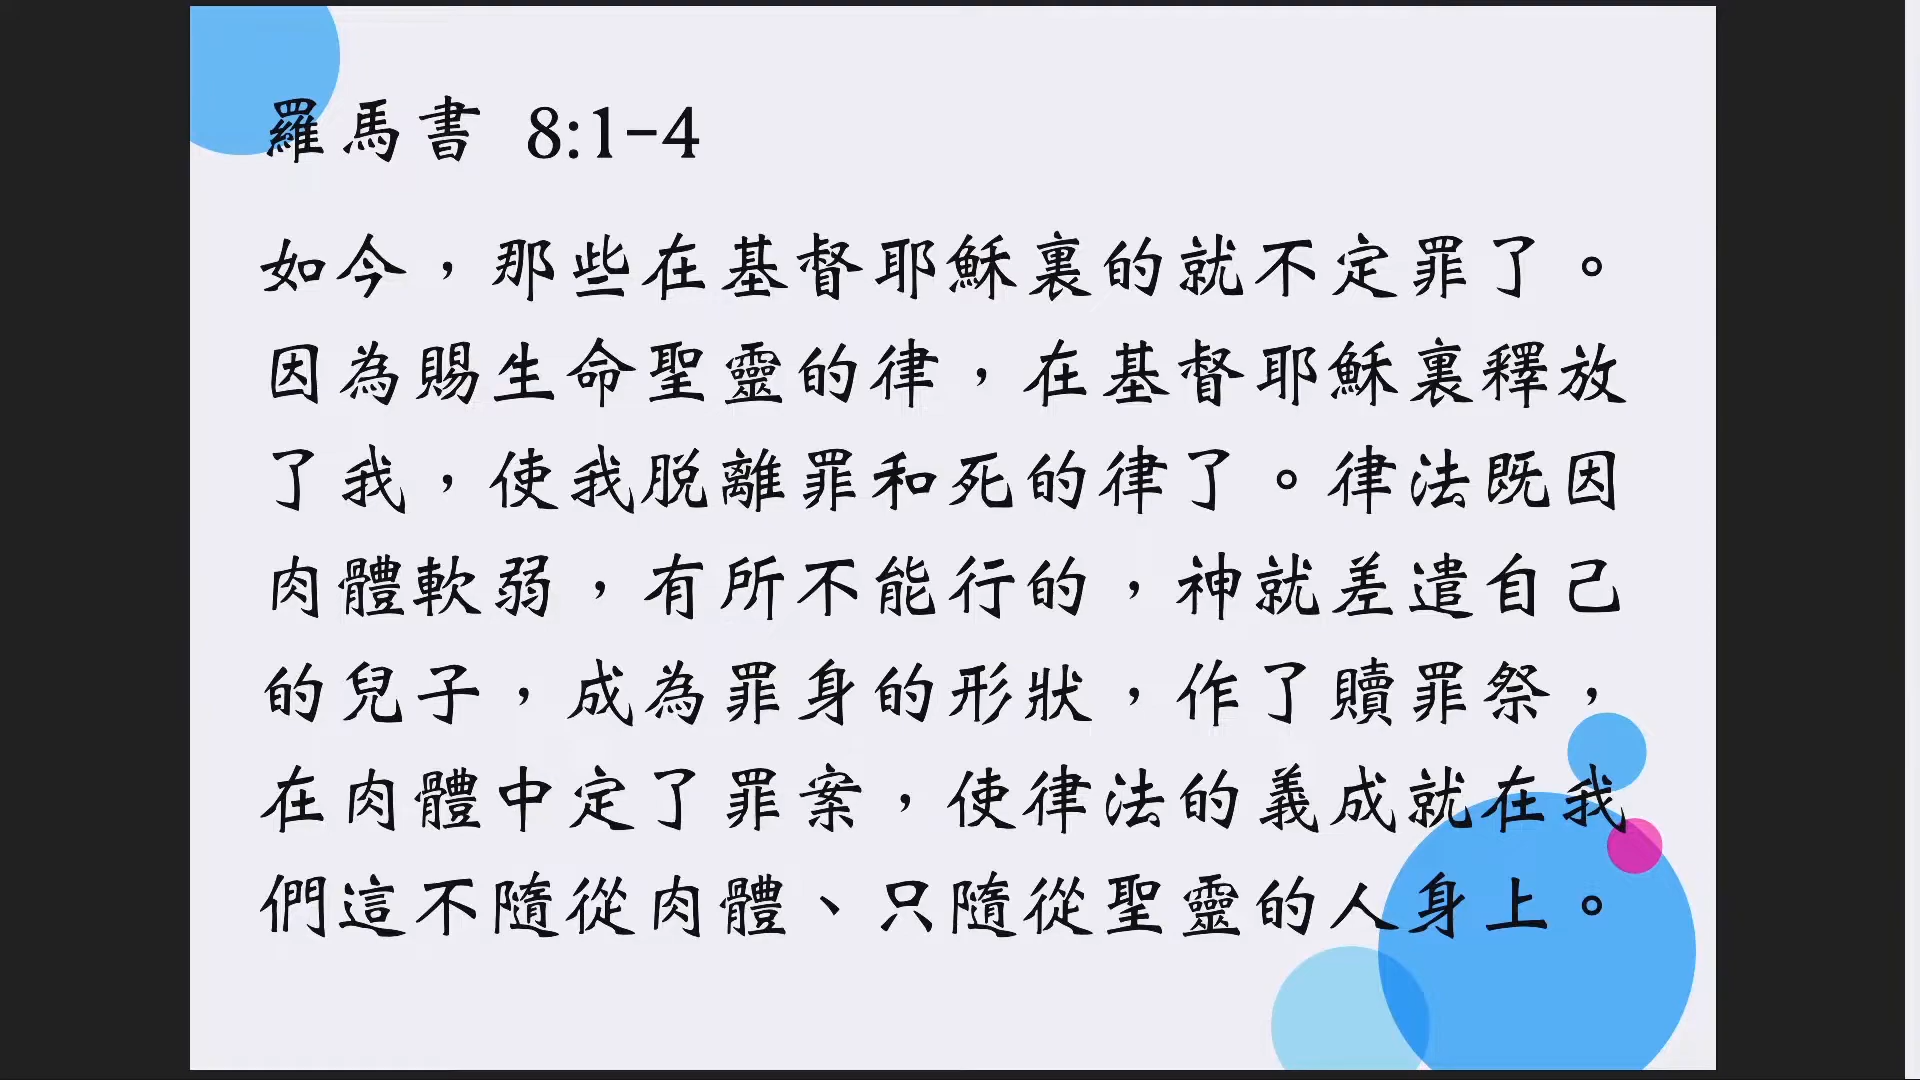 羅馬書 8:1-4
如今，那些在基督耶穌裏的就不定罪了。
因為賜生命聖靈的律，在基督耶穌裏釋放
了我，使我脫離罪和死的律了。律法既因
肉體軟弱，有所不能行的，神就差遣自己
的兒子，成為罪身的形狀，作了贖罪祭，
在肉體中定了罪案，使律法的義成就在我
們這不隨從肉體、只隨從聖靈的人身上。